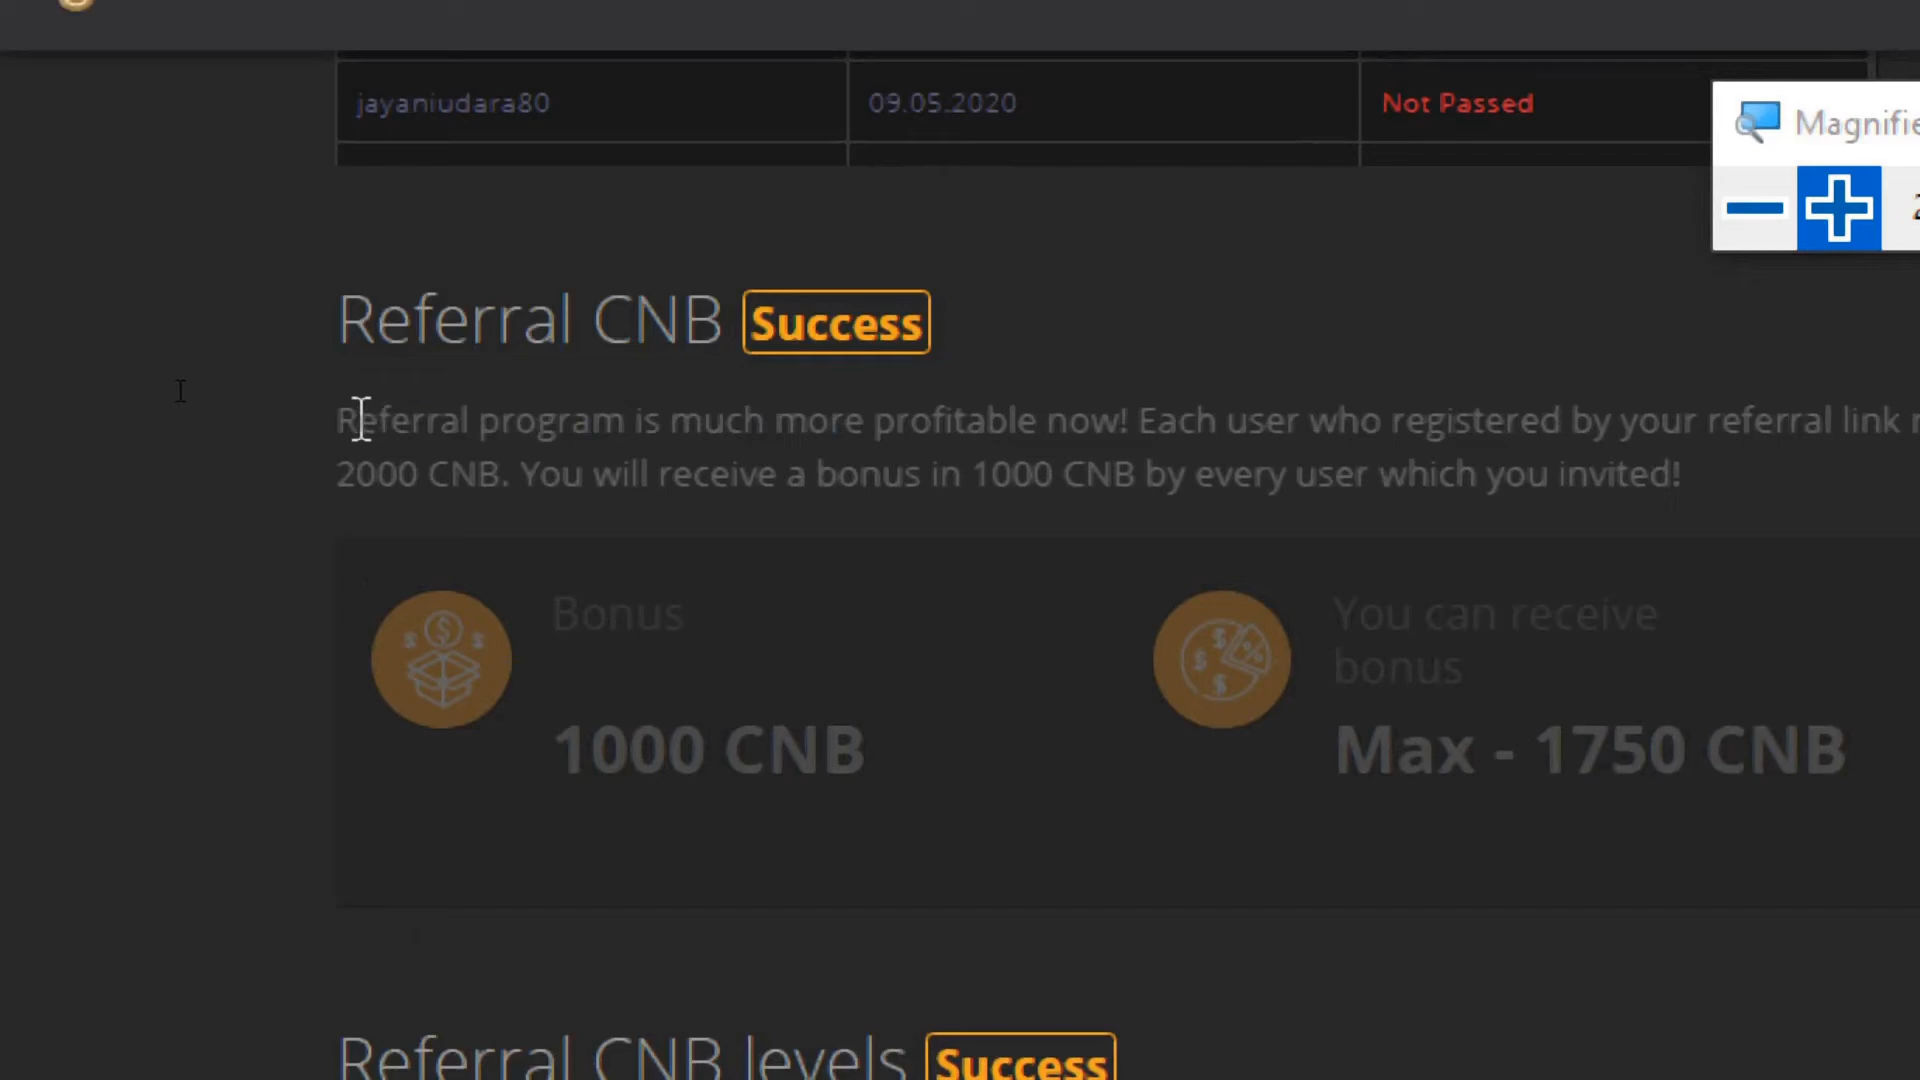 jayaniudara80 09.05.2020 Not Passed
Magnifie
Referral CNB Success
Referral program is much more profitable now! Each user who registered by your referral link
2000 CNB. You will receive a bonus in 1000 CNB by every user which you invited!
Bonus
1000 CNB
You can receive
bonus
Max - 1750 CNB
Referral CNB levels Success